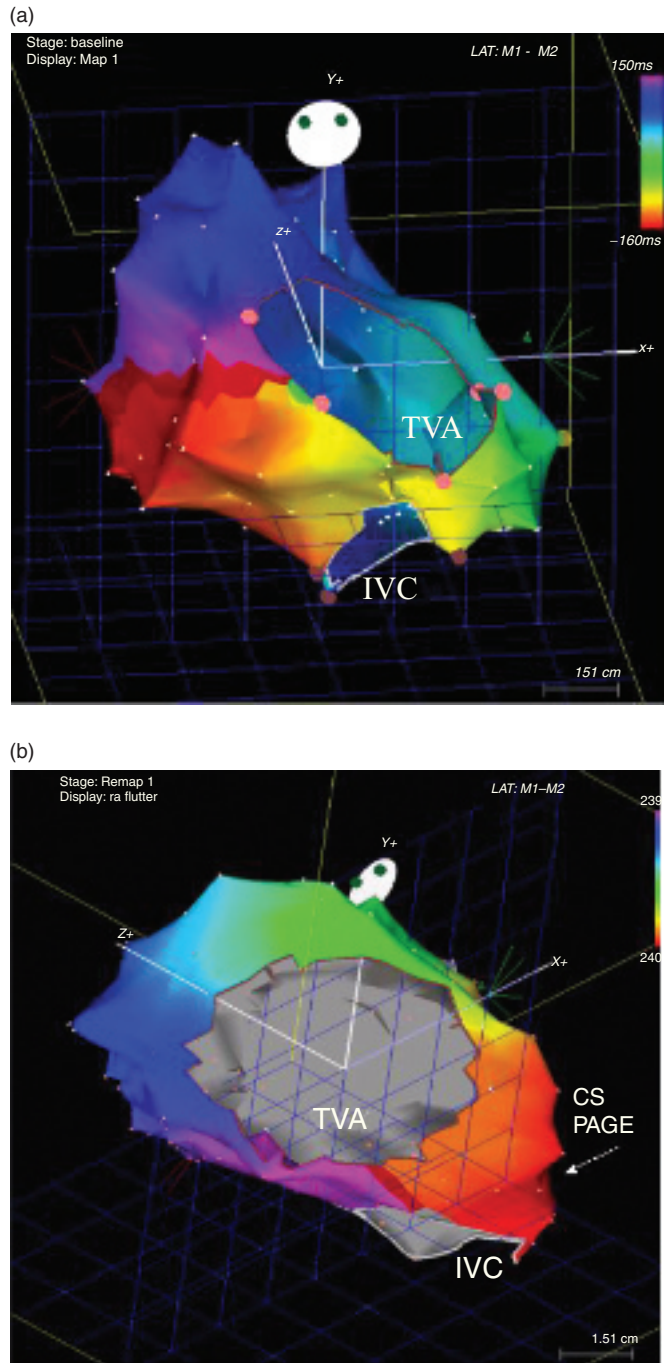 (a)
Stage: baseline
Display: Map 1
LAT: M1 - M2
Y+
150ms
-160ms
z+
x+
TVA
IVC
151 cm
(b)
Stage: Remap 1
Display: ra flutter
LAT: M1–M2
Y+
239
240
Z+
X+
TVA
CS
PAGE
IVC
1.51 cm